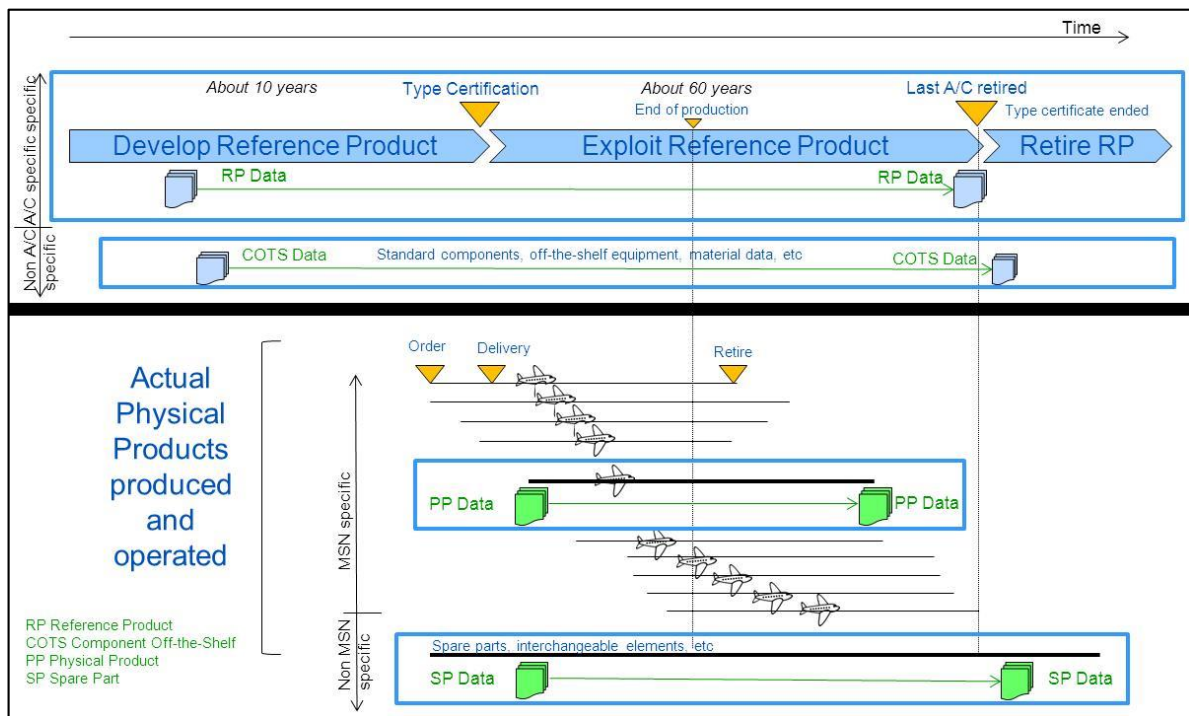 Time
About 10 years
Type Certification
About 60 years
End of production
Last A/C retired
Type certificate ended
Develop Reference Product
Exploit Reference Product
Retire RP
RP Data
RP Data
A/C specific specific
Non A/C
specific
COTS Data
Standard components, off-the-shelf equipment, material data, etc
COTS Data
Actual
Physical
Products
produced
and
operated
Order
Delivery
Retire
MSN specific
PP Data
PP Data
Non MSN
specific
Spare parts, interchangeable elements, etc
SP Data
SP Data
RP Reference Product
COTS Component Off-the-Shelf
PP Physical Product
SP Spare Part